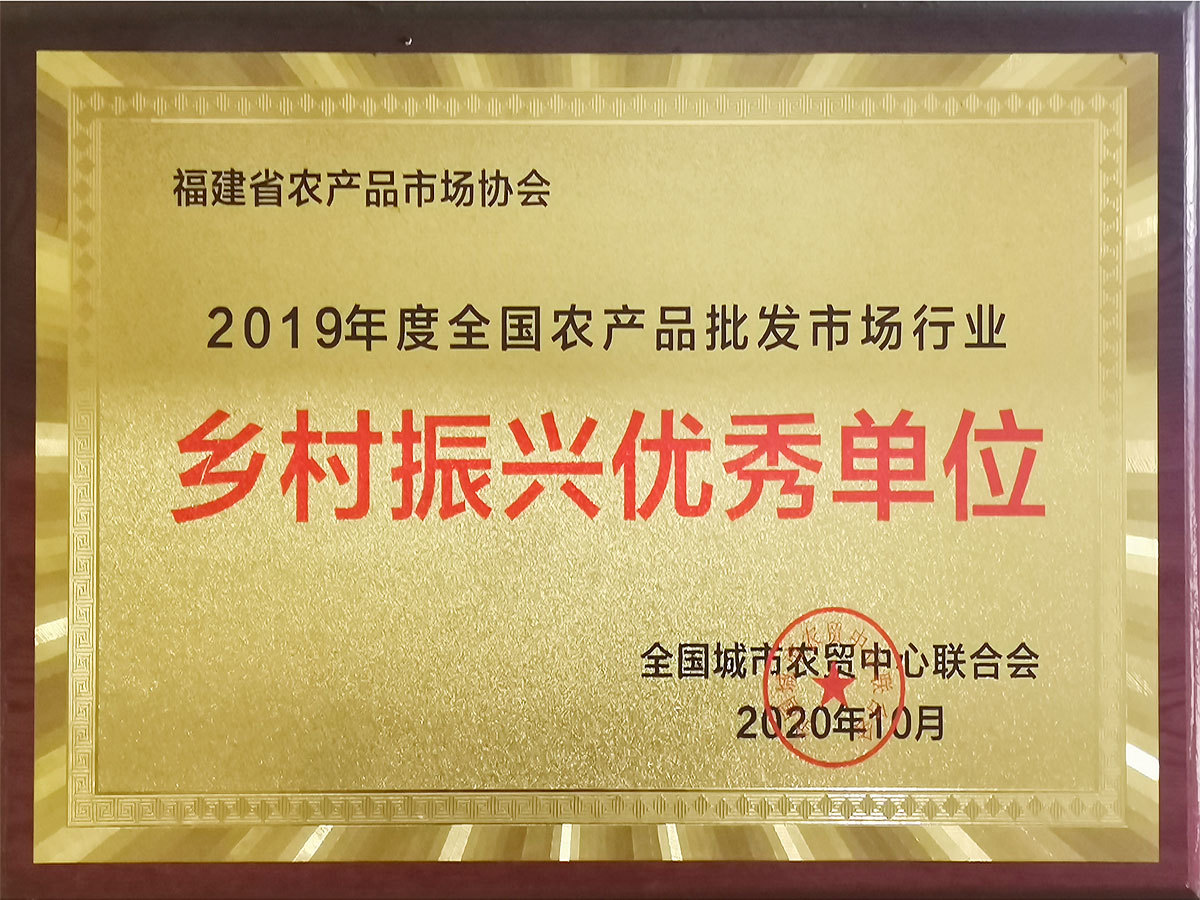 福建省农产品市场协会
2019年度全国农产品批发市场行业
乡村振兴优秀单位
全国城市农贸中心联合会
2020年10月